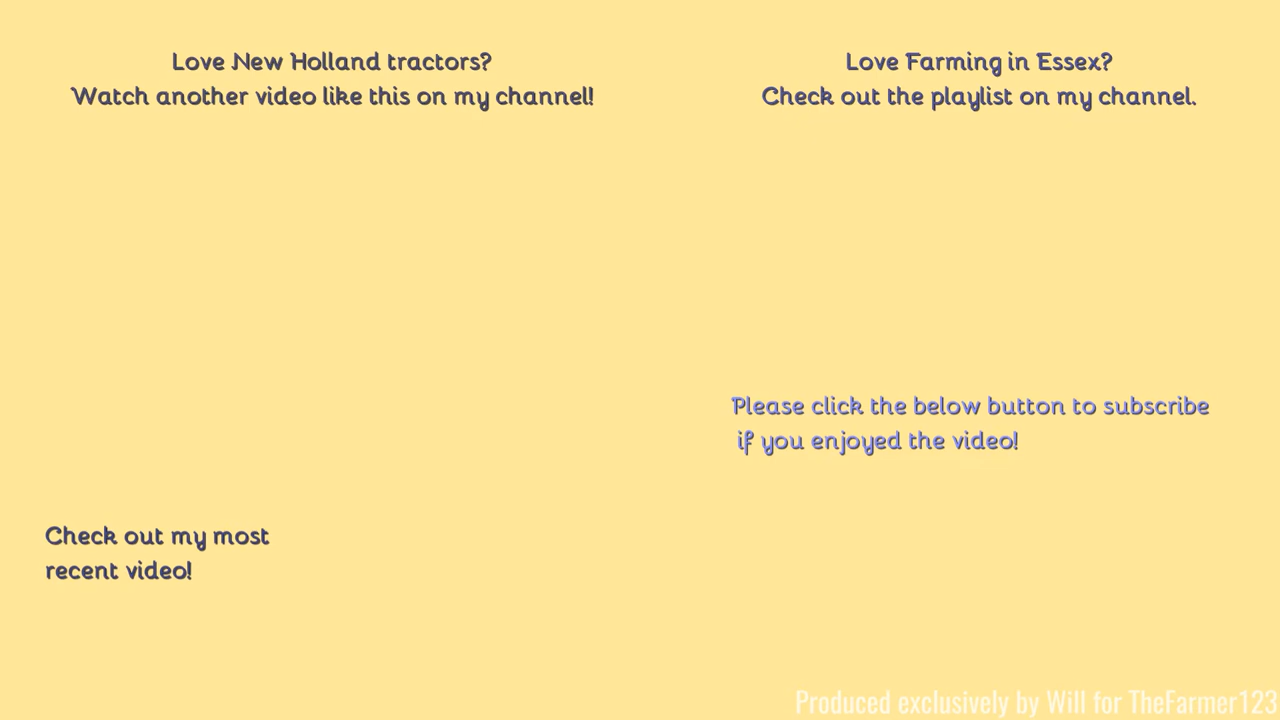 Love New Holland tractors?
Watch another video like this on my channel!
Love Farming in Essex?
Check out the playlist on my channel.
Please click the below button to subscribe
if you enjoyed the video!
Check out my most
recent video!
Produced exclusively by Will for TheFarmer123